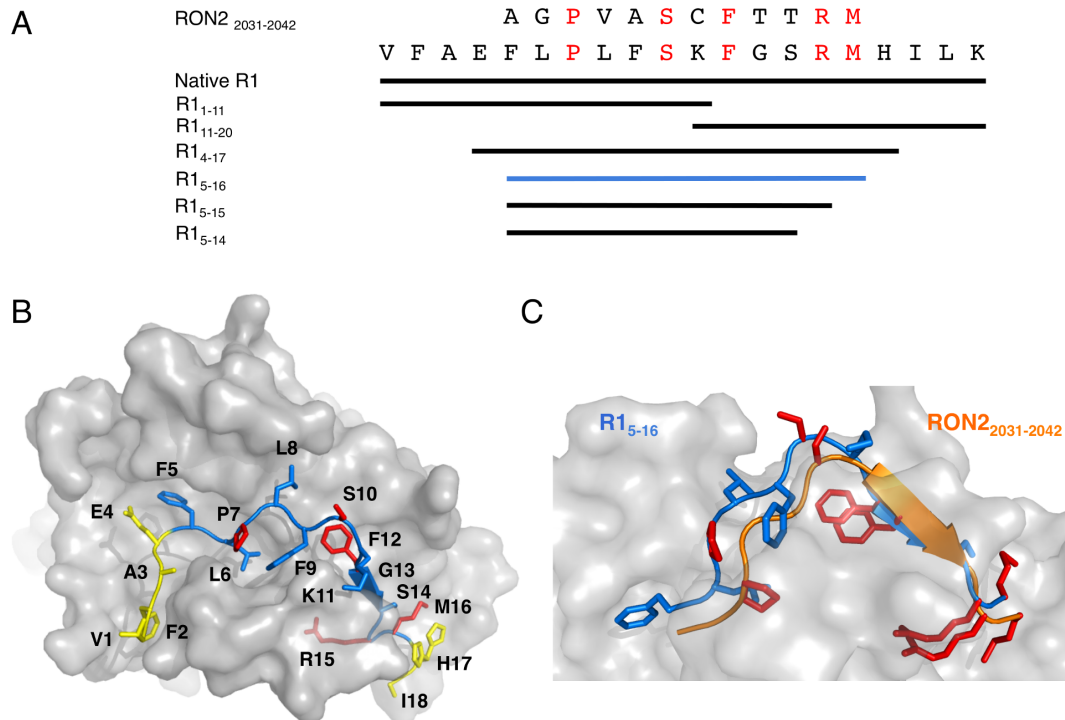 A
RON2 2031-2042
A G P V A S C F T T R M
V F A E F L P L F S K F G S R M H I L K
Native R1
R1 1-11
R1 11-20
R1 4-17
R1 5-16
R1 5-15
R1 5-14
B
L8
F5
S10
E4
P7
F12
A3
L6
F9
G13
K11
S14
M16
V1
F2
R15
H17
I18
C
R1 5-16
RON2 2031-2042